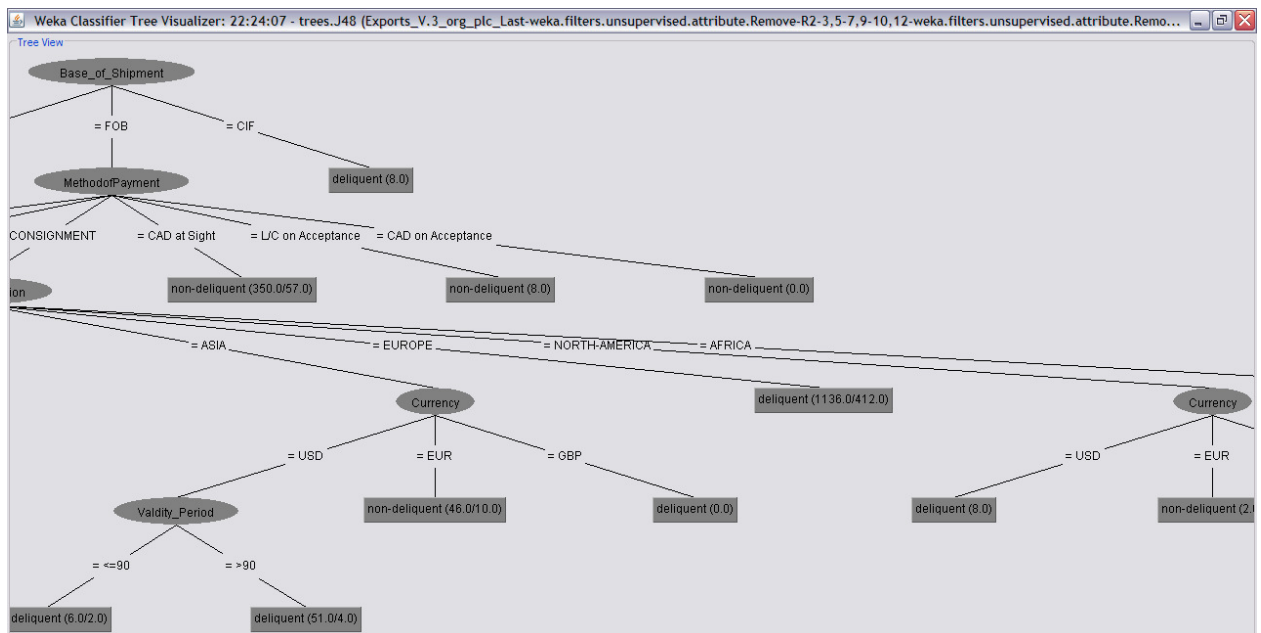 Weka Classifier Tree Visualizer: 22:24:07 - trees.J48 (Exports_V.3_org_plc_Last-weka.filters.unsupervised.attribute.Remove-R2-3,5-7,9-10,12-weka.filters.unsupervised.attribute.Remo...
Tree View
Base_of_Shipment
= FOB = CIF
MethodofPayment deliquent (8.0)
CONSIGNMENT = CAD at Sight = L/C on Acceptance = CAD on Acceptance
ion non-deliquent (350.0/57.0) non-deliquent (8.0) non-deliquent (0.0)
= ASIA = EUROPE = NORTH-AMERICA = AFRICA
Currency deliquent (1136.0/412.0) Currency
= USD = EUR = GBP = USD = EUR
Valdity_Period non-deliquent (46.0/10.0) deliquent (0.0) deliquent (8.0) non-deliquent (2.
= <=90 = >90
deliquent (6.0/2.0) deliquent (51.0/4.0)